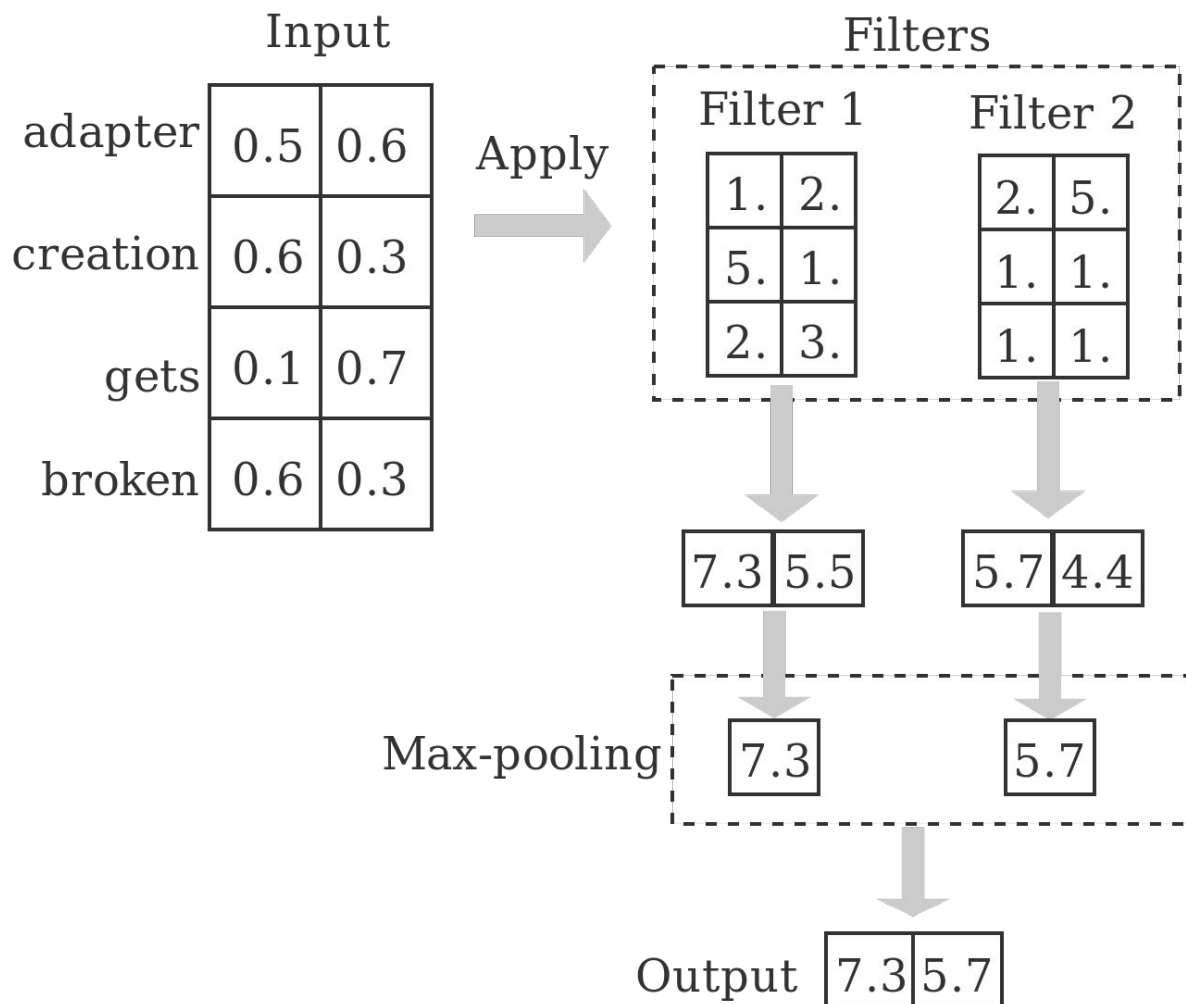 Input
adapter 0.5 0.6
creation 0.6 0.3
gets 0.1 0.7
broken 0.6 0.3
Apply
Filters
Filter 1 Filter 2
1. 2. 2. 5.
5. 1. 1. 1.
2. 3. 1. 1.
7.3 5.5 5.7 4.4
Max-pooling 7.3 5.7
Output 7.3 5.7